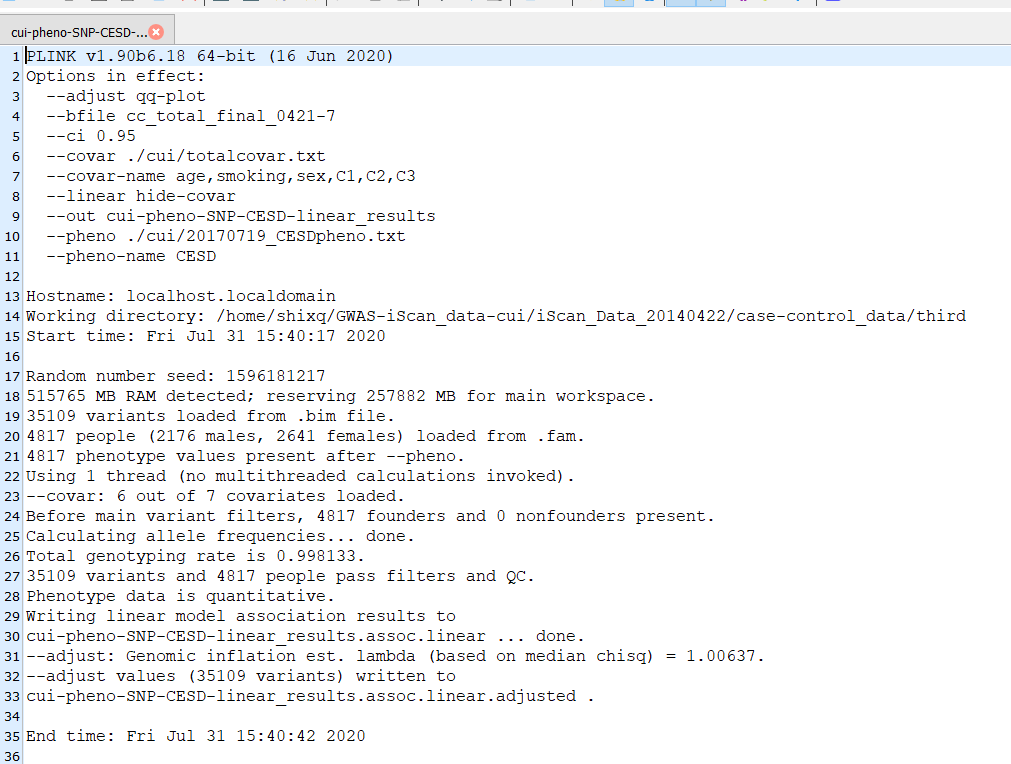 cui-pheno-SNP-CESD-...
1 PLINK v1.90b6.18 64-bit (16 Jun 2020)
2 Options in effect:
3   --adjust qq-plot
4   --bfile cc_total_final_0421-7
5   --ci 0.95
6   --covar ./cui/totalcovar.txt
7   --covar-name age,smoking,sex,C1,C2,C3
8   --linear hide-covar
9   --out cui-pheno-SNP-CESD-linear_results
10   --pheno ./cui/20170719_CESDpheno.txt
11   --pheno-name CESD
12
13 Hostname: localhost.localdomain
14 Working directory: /home/shixq/GWAS-iScan_data-cui/iScan_Data_20140422/case-control_data/third
15 Start time: Fri Jul 31 15:40:17 2020
16
17 Random number seed: 1596181217
18 515765 MB RAM detected; reserving 257882 MB for main workspace.
19 35109 variants loaded from .bim file.
20 4817 people (2176 males, 2641 females) loaded from .fam.
21 4817 phenotype values present after --pheno.
22 Using 1 thread (no multithreaded calculations invoked).
23 --covar: 6 out of 7 covariates loaded.
24 Before main variant filters, 4817 founders and 0 nonfounders present.
25 Calculating allele frequencies... done.
26 Total genotyping rate is 0.998133.
27 35109 variants and 4817 people pass filters and QC.
28 Phenotype data is quantitative.
29 Writing linear model association results to
30 cui-pheno-SNP-CESD-linear_results.assoc.linear ... done.
31 --adjust: Genomic inflation est. lambda (based on median chisq) = 1.00637.
32 --adjust values (35109 variants) written to
33 cui-pheno-SNP-CESD-linear_results.assoc.linear.adjusted .
34
35 End time: Fri Jul 31 15:40:42 2020
36